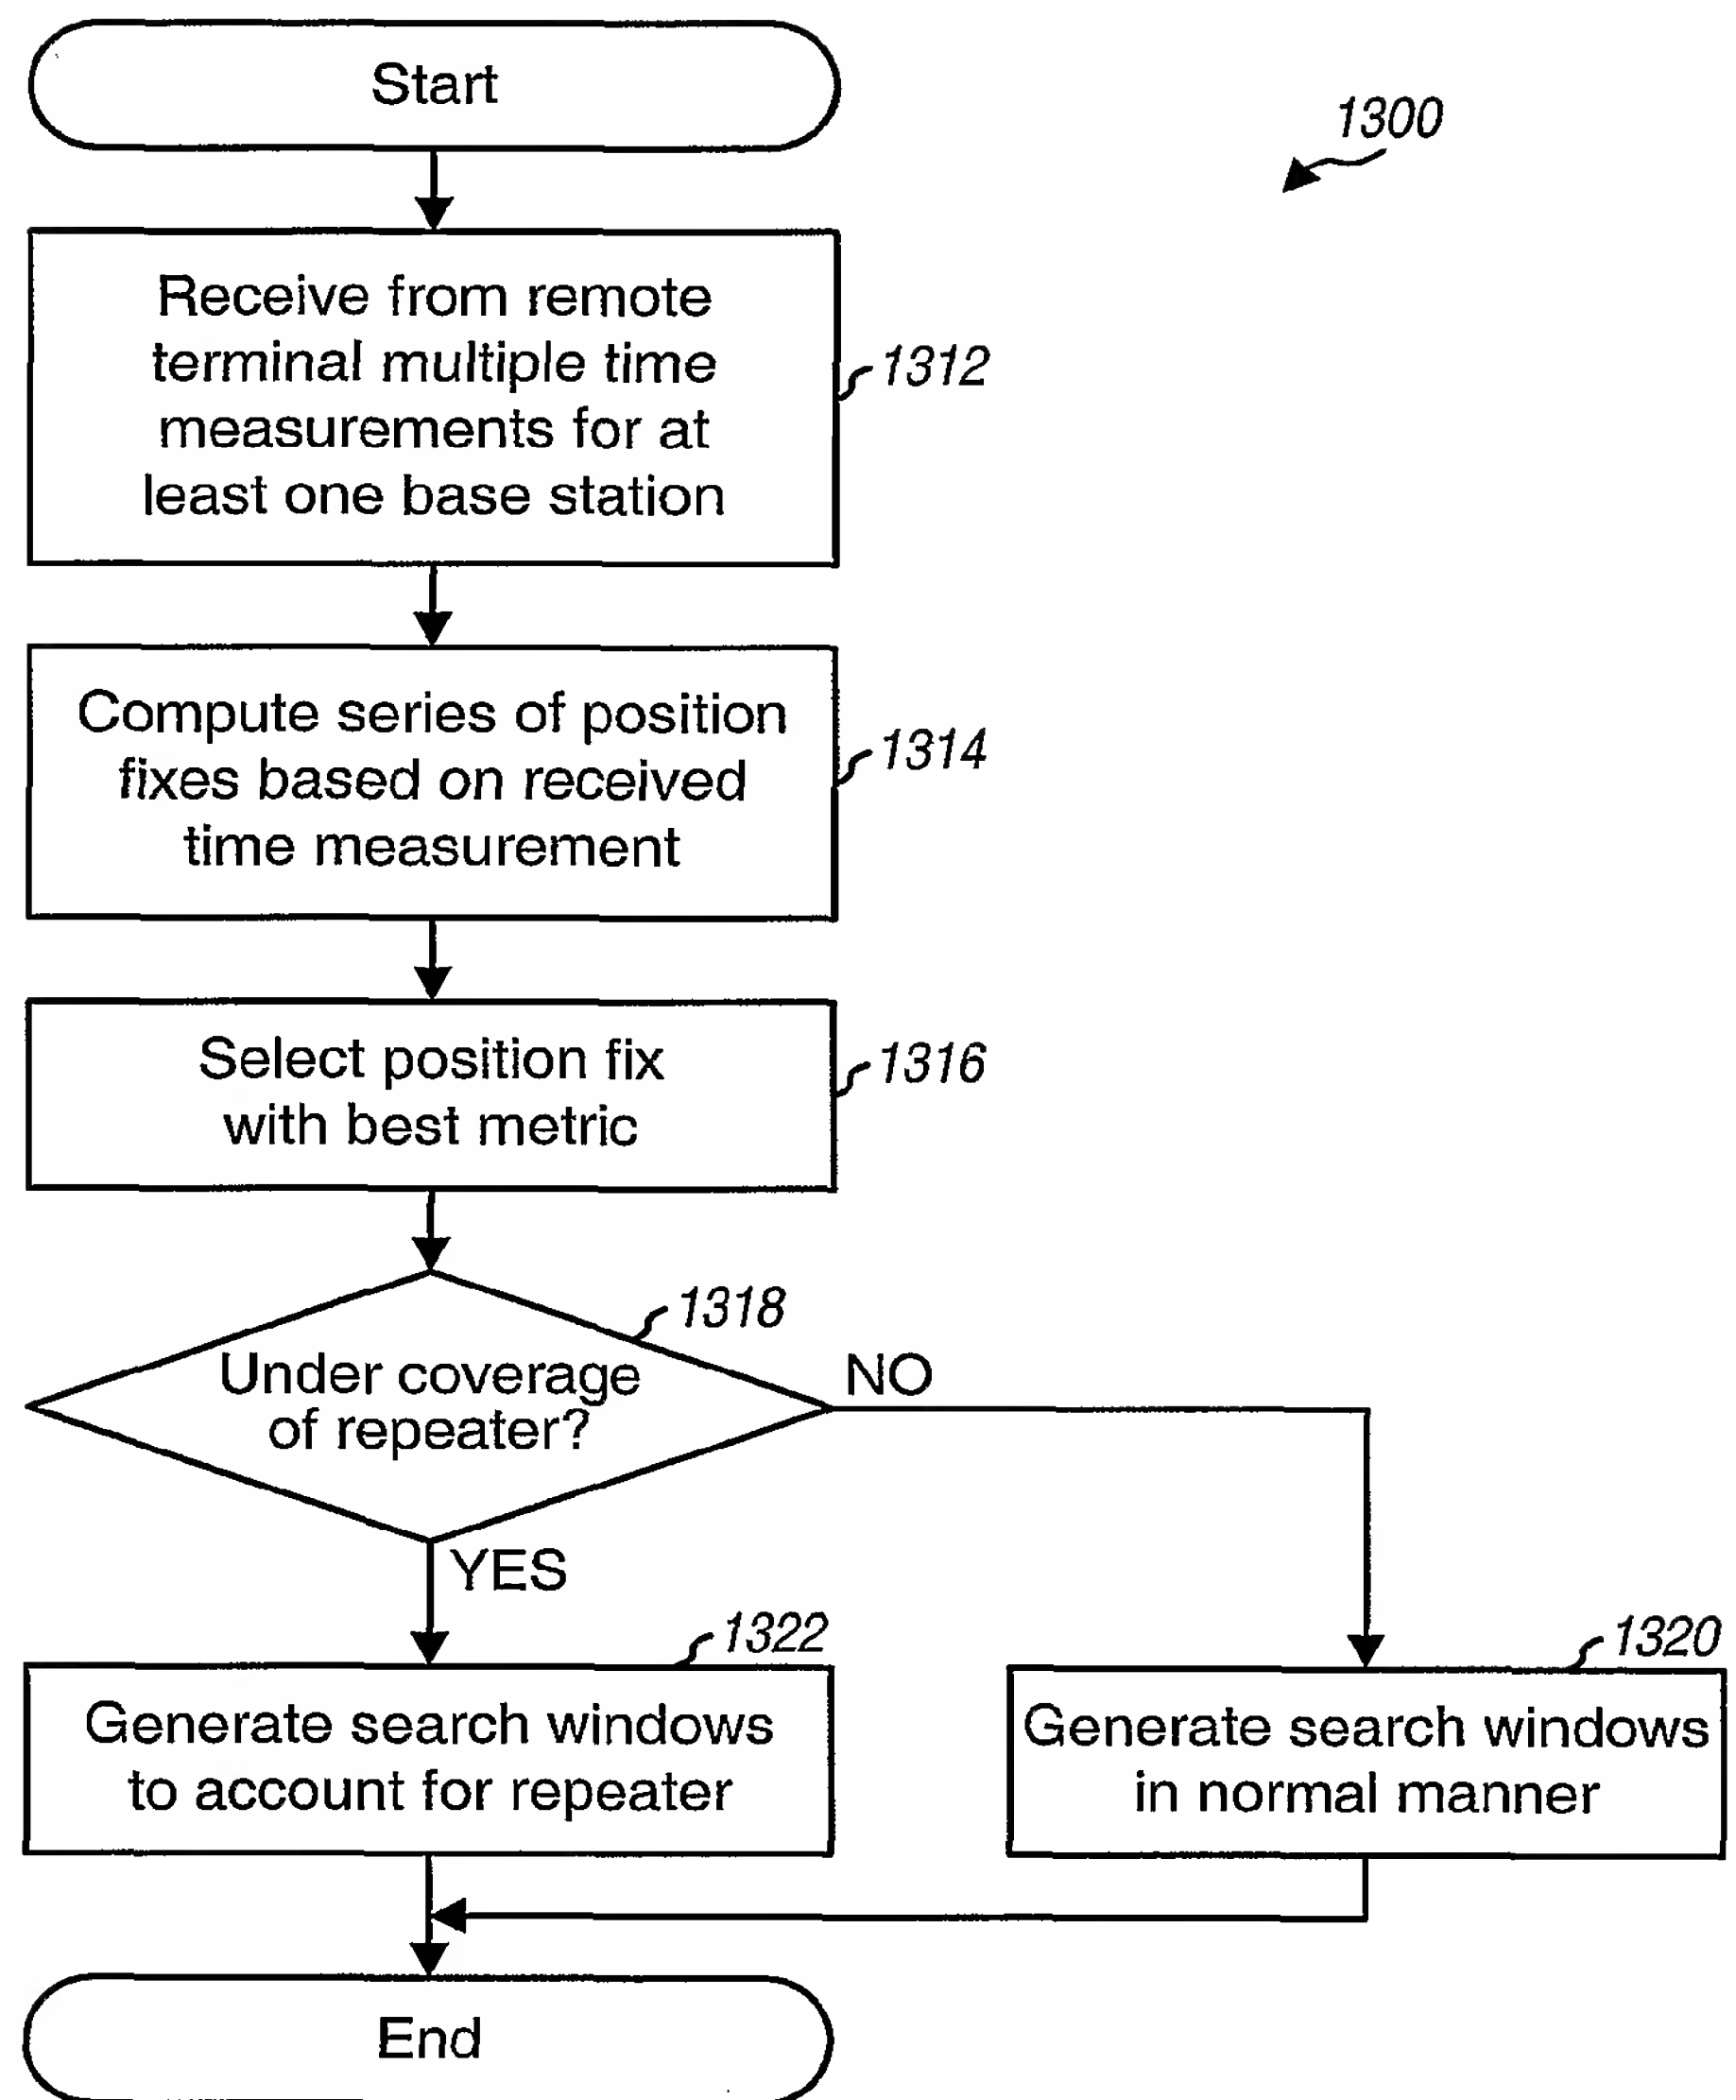 Start
1300
Receive from remote
terminal multiple time
measurements for at
least one base station
1312
Compute series of position
fixes based on received
time measurement
1314
Select position fix
with best metric
1316
1318
Under coverage
of repeater?
NO
YES
1322
Generate search windows
to account for repeater
1320
Generate search windows
in normal manner
End